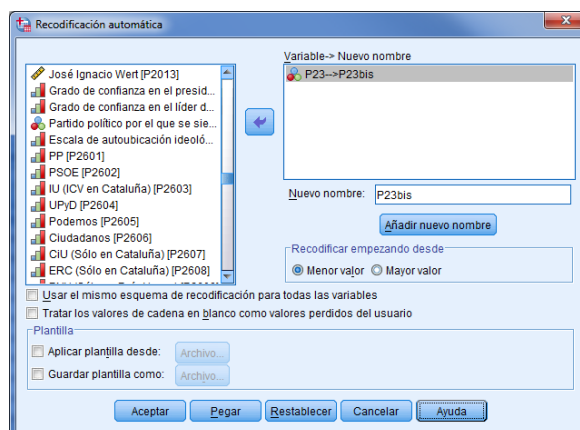 Recodificación automática
José Ignacio Wert [P2013]
Grado de confianza en el presid...
Grado de confianza en el líder d...
Partido político por el que se sie...
Escala de autoubicación ideoló...
PP [P2601]
PSOE [P2602]
IU (ICV en Cataluña) [P2603]
UPyD [P2604]
Podemos [P2605]
Ciudadanos [P2606]
CiU (Sólo en Cataluña) [P2607]
ERC (Sólo en Cataluña) [P2608]
Variable-> Nuevo nombre
P23-->P23bis
Nuevo nombre: P23bis
Añadir nuevo nombre
Recodificar empezando desde
Menor valor Mayor valor
Usar el mismo esquema de recodificación para todas las variables
Tratar los valores de cadena en blanco como valores perdidos del usuario
Plantilla
Aplicar plantilla desde: Archivo...
Guardar plantilla como: Archivo...
Aceptar Pegar Restablecer Cancelar Ayuda